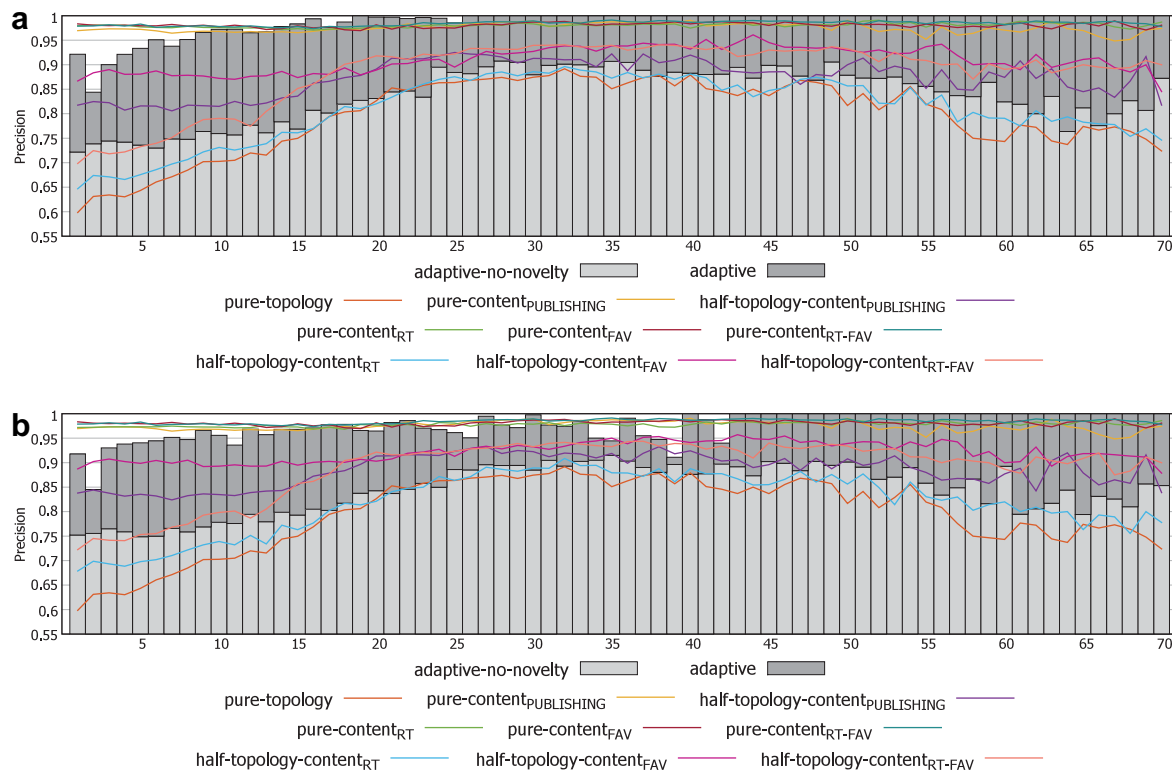 a
1
0.95
0.9
0.85
0.8
0.75
0.7
0.65
0.6
0.55
Precision
5 10 15 20 25 30 35 40 45 50 55 60 65 70
adaptive-no-novelty adaptive
pure-topology pure-contentPUBLISHING half-topology-contentPUBLISHING
pure-contentRT pure-contentFAV pure-contentRT-FAV
half-topology-contentRT half-topology-contentFAV half-topology-contentRT-FAV
b
1
0.95
0.9
0.85
0.8
0.75
0.7
0.65
0.6
0.55
Precision
5 10 15 20 25 30 35 40 45 50 55 60 65 70
adaptive-no-novelty adaptive
pure-topology pure-contentPUBLISHING half-topology-contentPUBLISHING
pure-contentRT pure-contentFAV pure-contentRT-FAV
half-topology-contentRT half-topology-contentFAV half-topology-contentRT-FAV